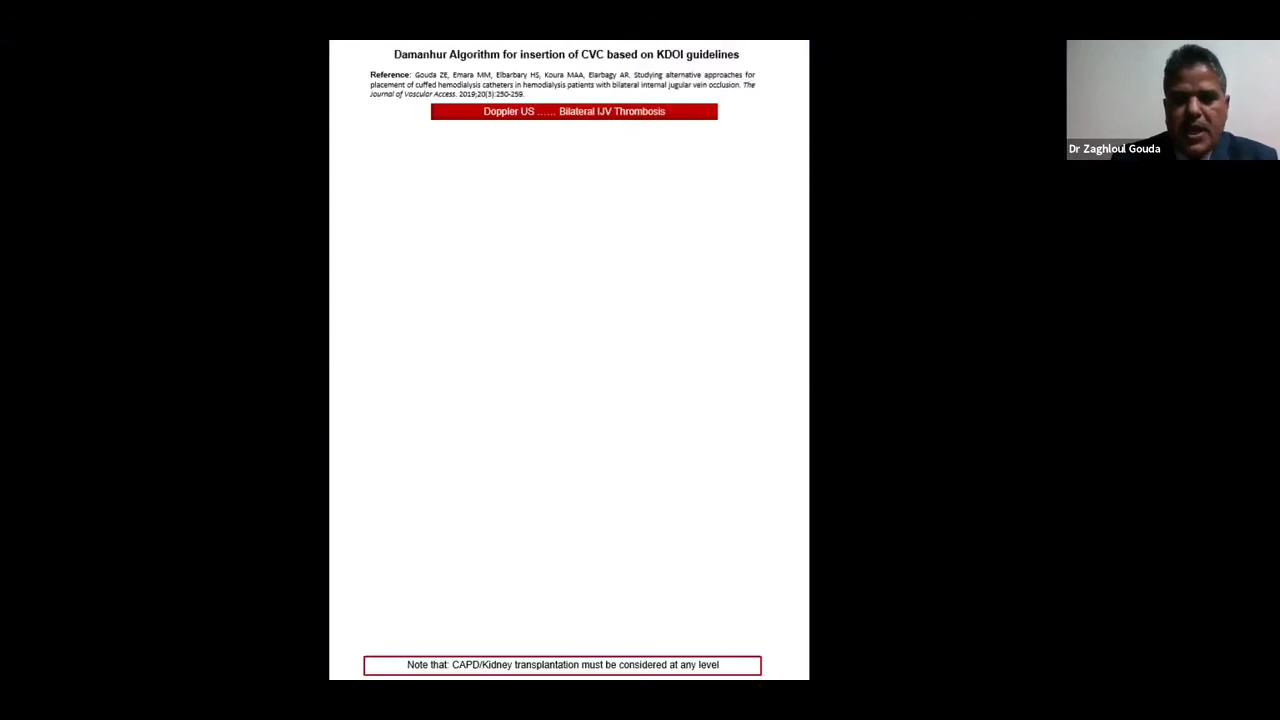 Damanhur Algorithm for insertion of CVC based on KDOI guidelines
Reference: Gouda ZE, Emara MM, Elbarbary HS, Koura MAA, Elarbagy AR. Studying alternative approaches for
placement of cuffed hemodialysis catheters in hemodialysis patients with bilateral internal jugular vein occlusion. The
Journal of Vascular Access. 2019;20(3):250-259.
Doppler US ...... Bilateral IJV Thrombosis
Dr Zaghloul Gouda
Note that: CAPD/Kidney transplantation must be considered at any level